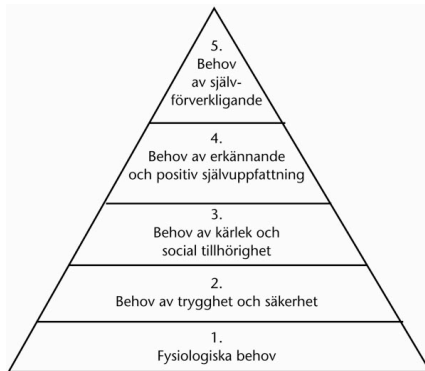 5.
Behov
av själv-
förverkligande
4.
Behov av erkännande
och positiv självuppfattning
3.
Behov av kärlek och
social tillhörighet
2.
Behov av trygghet och säkerhet
1.
Fysiologiska behov